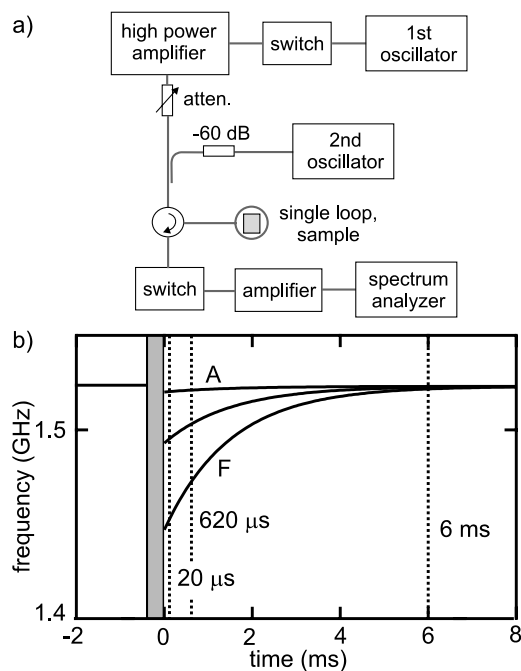 a)
high power
amplifier
switch
1st
oscillator
atten.
-60 dB
2nd
oscillator
single loop,
sample
switch
amplifier
spectrum
analyzer
b)
frequency (GHz)
1.5
1.4
A
F
620 μs
20 μs
6 ms
-2 0 2 4 6 8
time (ms)